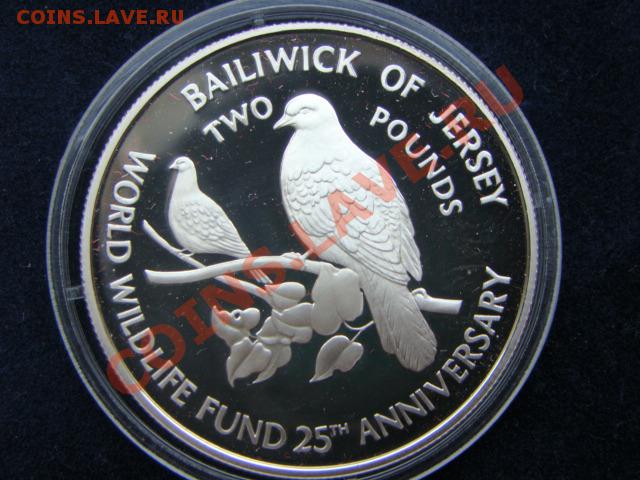 COINS.LAVE.RU
BAILIWICK OF JERSEY
TWO POUNDS
WORLD WILDLIFE FUND 25TH ANNIVERSARY
COINS.LAVE.RU